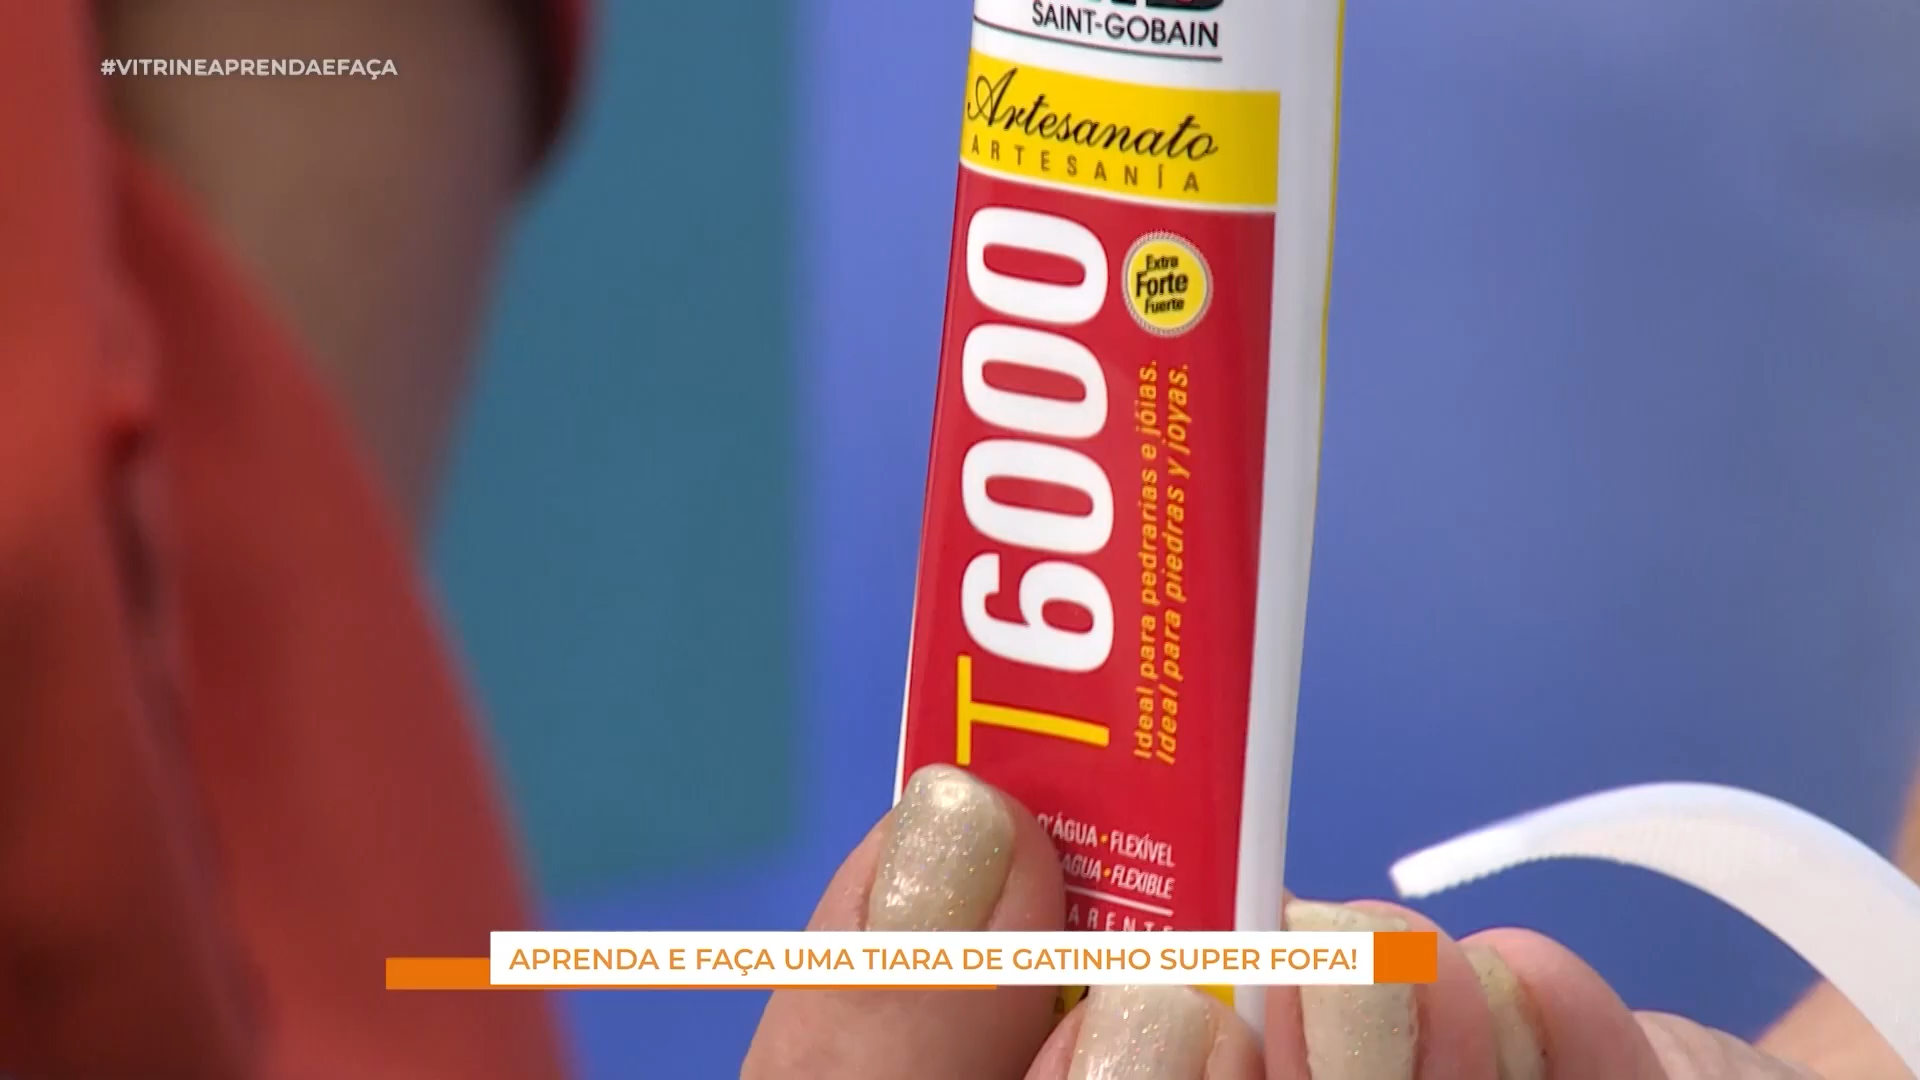 #VITRINEAPRENDAEFAÇA
SAINT-GOBAIN
Artesanato
ARTESANÍA
T6000
Extra
Forte
Fuerte
Ideal para pedrarias e jóias.
Ideal para piedras y joyas.
D'ÁGUA • FLEXÍVEL
AGUA • FLEXIBLE
APRENDA E FAÇA UMA TIARA DE GATINHO SUPER FOFA!